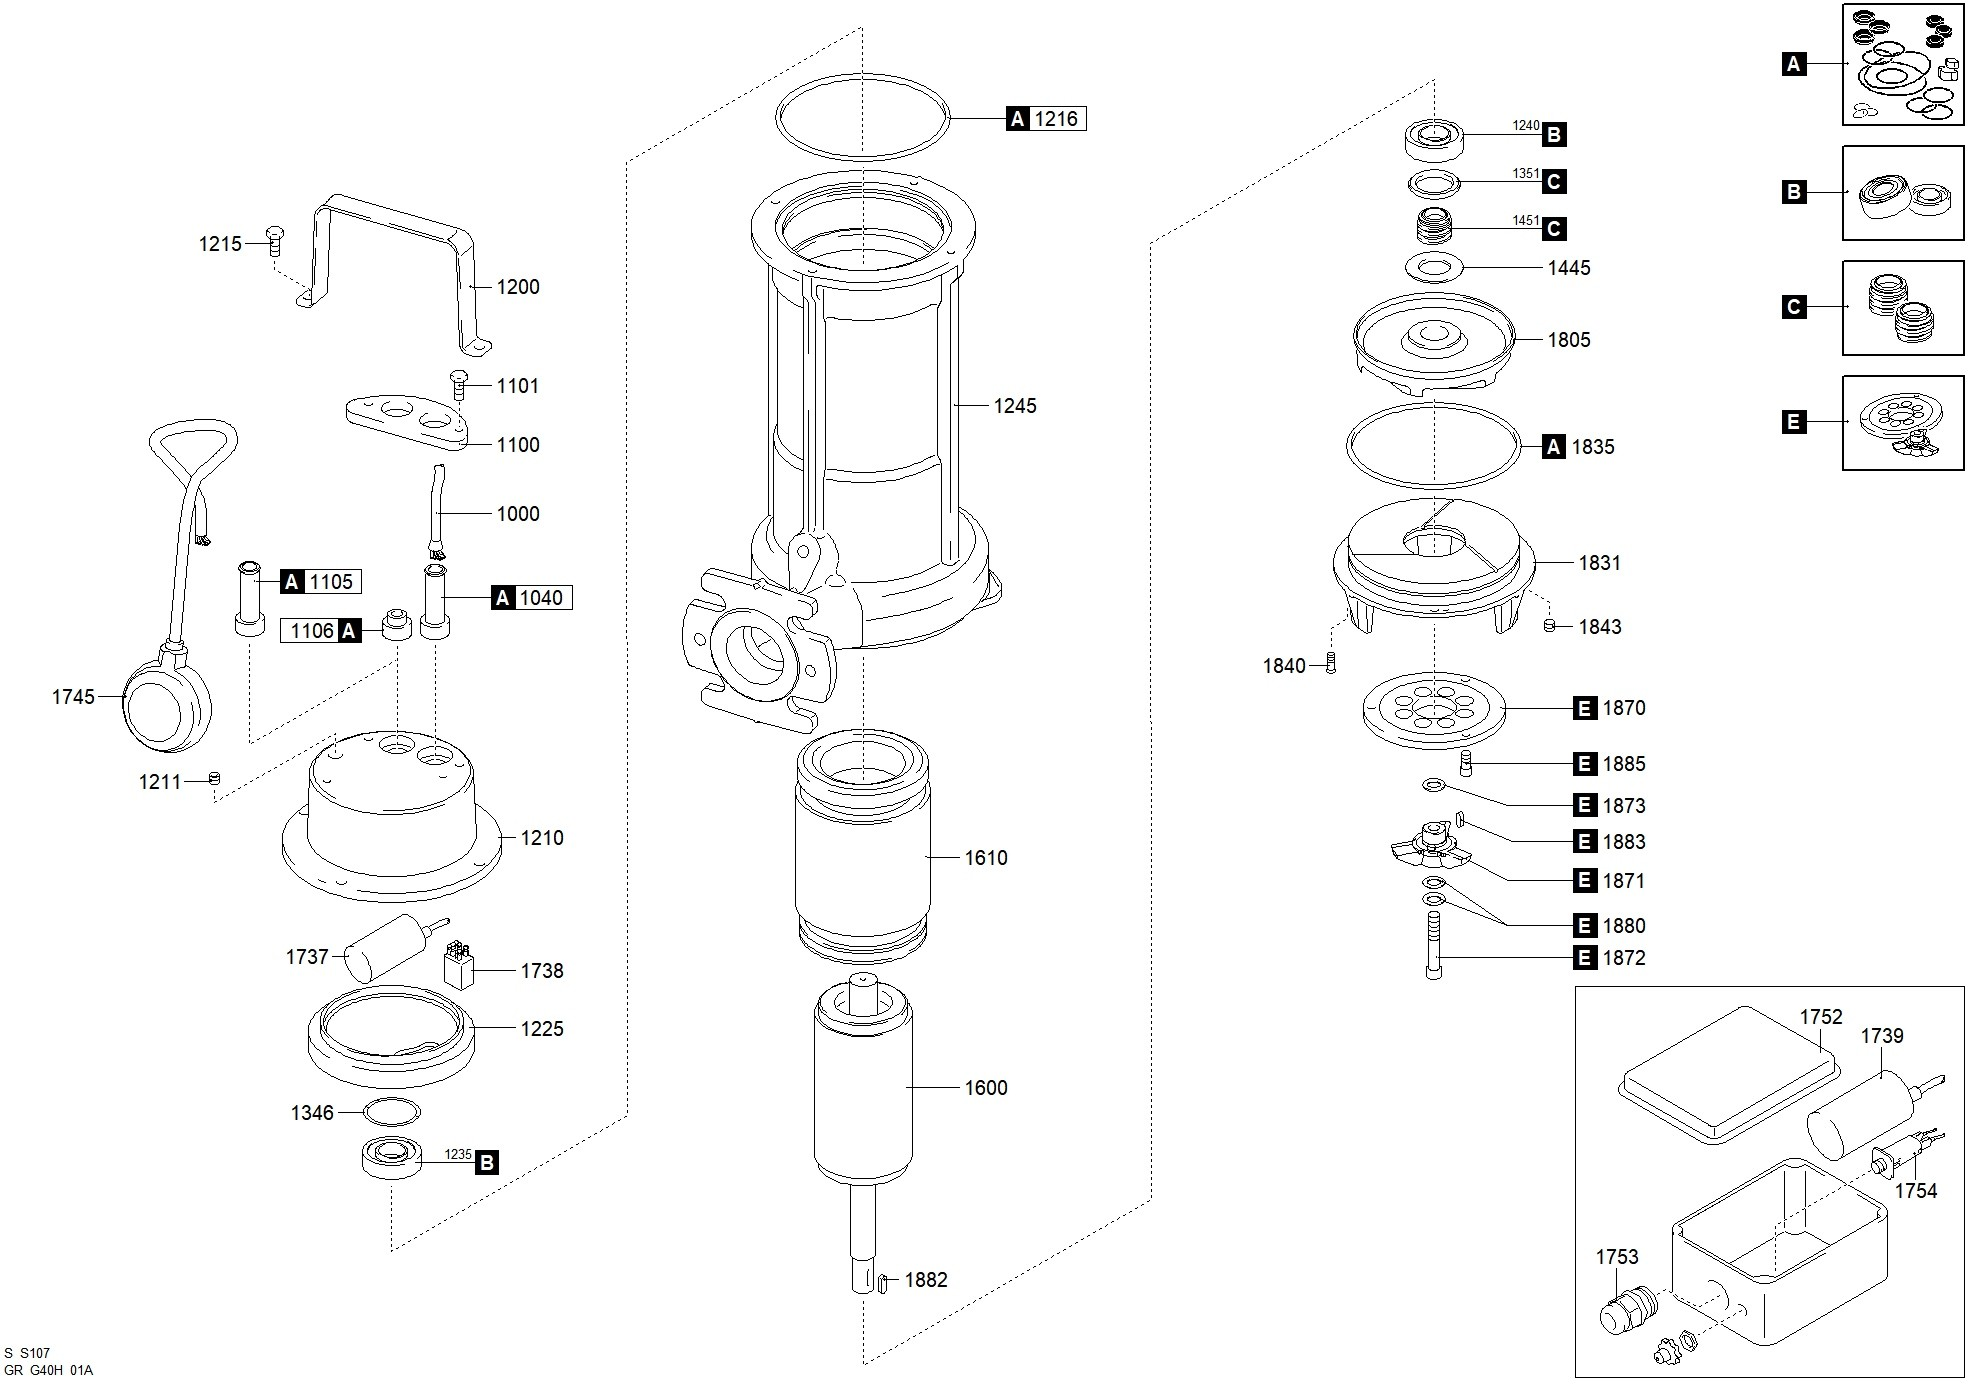 1215
1200
1101
1100
1000
A 1105
A 1040
1106 A
1745
1211
1210
1737
1738
1225
1346
1235 B
A 1216
1245
1610
1600
1882
1240 B
1351 C
1451 C
1445
1805
A 1835
1831
1843
1840
E 1870
E 1885
E 1873
E 1883
E 1871
E 1880
E 1872
A
B
C
E
1752
1739
1754
1753
S S107
GR G40H 01A